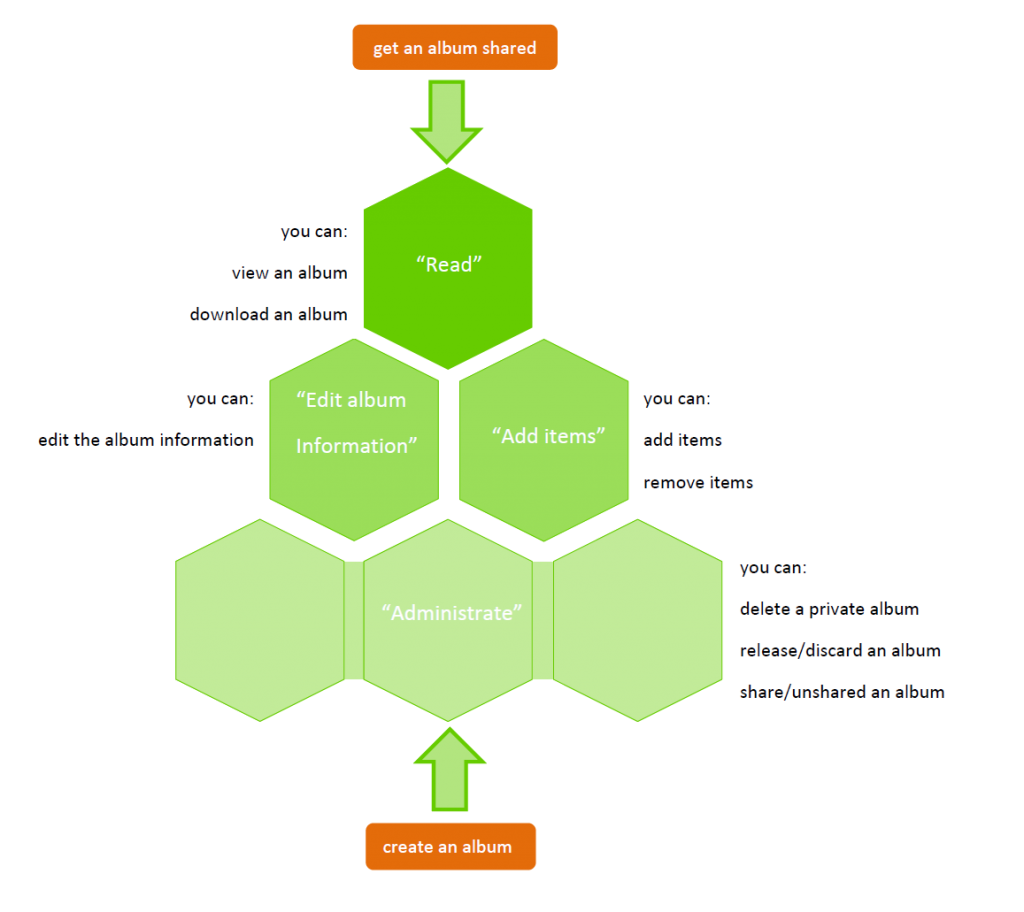 get an album shared
you can:
view an album
download an album
“Read”
you can:
edit the album information
“Edit album
Information”
“Add items”
you can:
add items
remove items
“Administrate”
you can:
delete a private album
release/discard an album
share/unshared an album
create an album